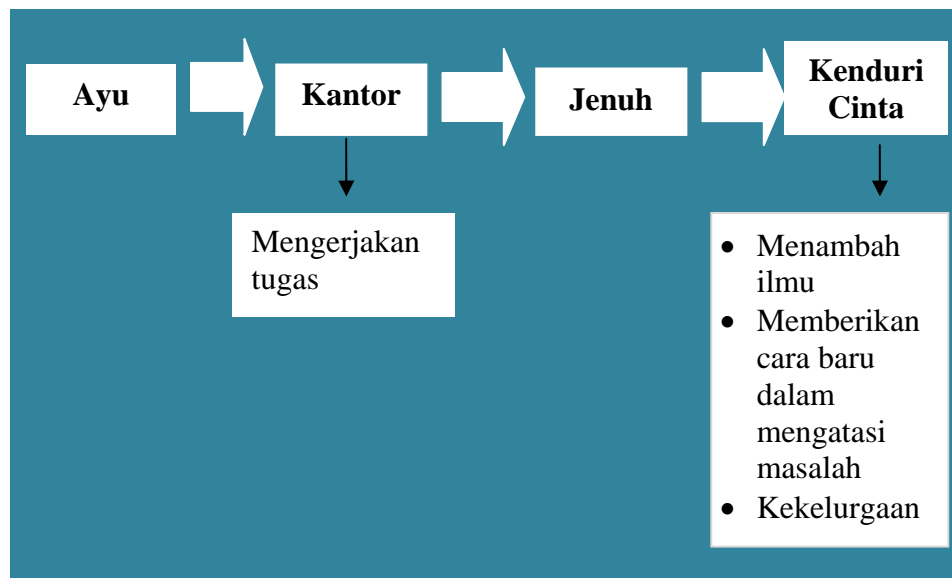 Ayu
Kantor
Jenuh
Kenduri
Cinta
Mengerjakan
tugas
• Menambah
ilmu
• Memberikan
cara baru
dalam
mengatasi
masalah
• Kekelurgaan